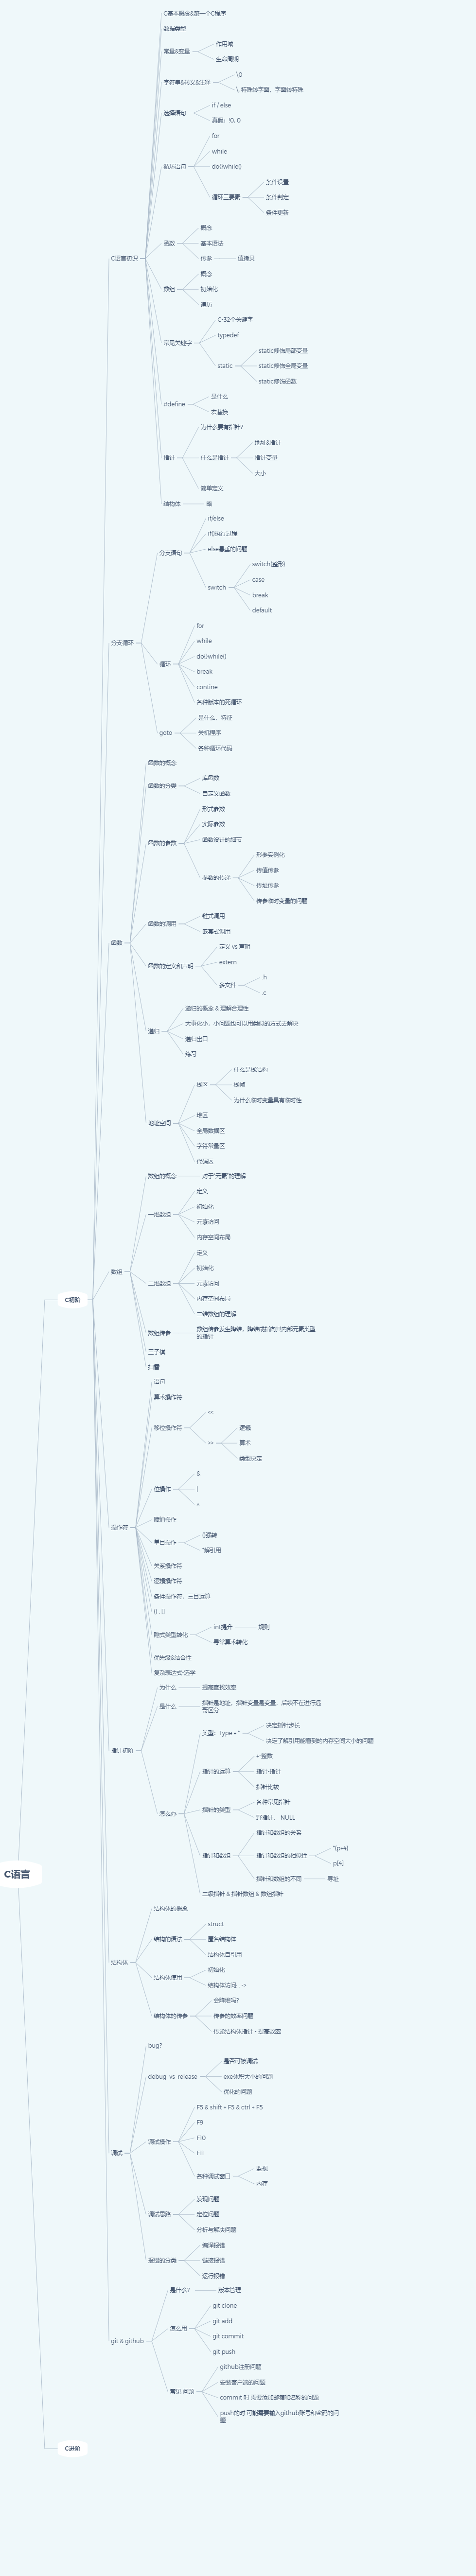 C基本概念&第一个C程序
数据类型
常量&变量
作用域
生命周期
字符串&转义&注释
\0
\: 特殊转字面，字面转特殊
选择语句
if / else
真假：!0, 0
循环语句
for
while
do{}while()
循环三要素
条件设置
条件判定
条件更新
C语言初识
函数
概念
基本语法
传参
值拷贝
数组
概念
初始化
遍历
常见关键字
C-32个关键字
typedef
static
static修饰局部变量
static修饰全局变量
static修饰函数
#define
是什么
宏替换
指针
为什么要有指针?
什么是指针
地址&指针
指针变量
大小
简单定义
结构体
略
分支循环
分支语句
if/else
if()执行过程
else悬垂的问题
switch
switch(整形)
case
break
default
循环
for
while
do{}while()
break
contine
各种版本的死循环
goto
是什么，特征
关机程序
各种循环代码
函数
函数的概念
函数的分类
库函数
自定义函数
函数的参数
形式参数
实际参数
函数设计的细节
参数的传递
形参实例化
传值传参
传址传参
传参临时变量的问题
函数的调用
链式调用
嵌套式调用
函数的定义和声明
定义 vs 声明
extern
多文件
.h
.c
递归
递归的概念 & 理解合理性
大事化小，小问题也可以用类似的方式去解决
递归出口
练习
地址空间
栈区
什么是栈结构
栈帧
为什么临时变量具有临时性
堆区
全局数据区
字符常量区
代码区
C初阶
数组
数组的概念
对于"元素"的理解
一维数组
定义
初始化
元素访问
内存空间布局
二维数组
定义
初始化
元素访问
内存空间布局
二维数组的理解
数组传参
数组传参发生降维，降维成指向其内部元素类型
的指针
三子棋
扫雷
操作符
语句
算术操作符
移位操作符
<<
>>
逻辑
算术
类型决定
位操作
&
|
^
赋值操作
单目操作
()强转
*解引用
关系操作符
逻辑操作符
条件操作符，三目运算
() . []
隐式类型转化
int提升
规则
寻常算术转化
优先级&结合性
复杂表达式-选学
指针初阶
为什么
提高查找效率
是什么
指针是地址，指针变量是变量，后续不在进行远
哥区分
怎么办
类型：Type + *
决定指针步长
决定了解引用能看到的内存空间大小的问题
指针的运算
+-整数
指针-指针
指针比较
指针的类型
各种常见指针
野指针， NULL
指针和数组
指针和数组的关系
指针和数组的相似性
*(p+4)
p[4]
指针和数组的不同
寻址
二级指针 & 指针数组 & 数组指针
C语言
结构体
结构体的概念
结构的语法
struct
匿名结构体
结构体自引用
结构体使用
初始化
结构体访问. ->
结构体的传参
会降维吗?
传参的效率问题
传递结构体指针 - 提高效率
调试
bug?
debug vs release
是否可被调试
exe体积大小的问题
优化的问题
调试操作
F5 & shift + F5 & ctrl + F5
F9
F10
F11
各种调试窗口
监视
内存
调试思路
发现问题
定位问题
分析与解决问题
报错的分类
编译报错
链接报错
运行报错
git & github
是什么?
版本管理
怎么用
git clone
git add
git commit
git push
常见 问题
github注册问题
安装客户端的问题
commit 时 需要添加邮箱和名称的问题
push的时 可能需要输入github账号和密码的问
题
C进阶